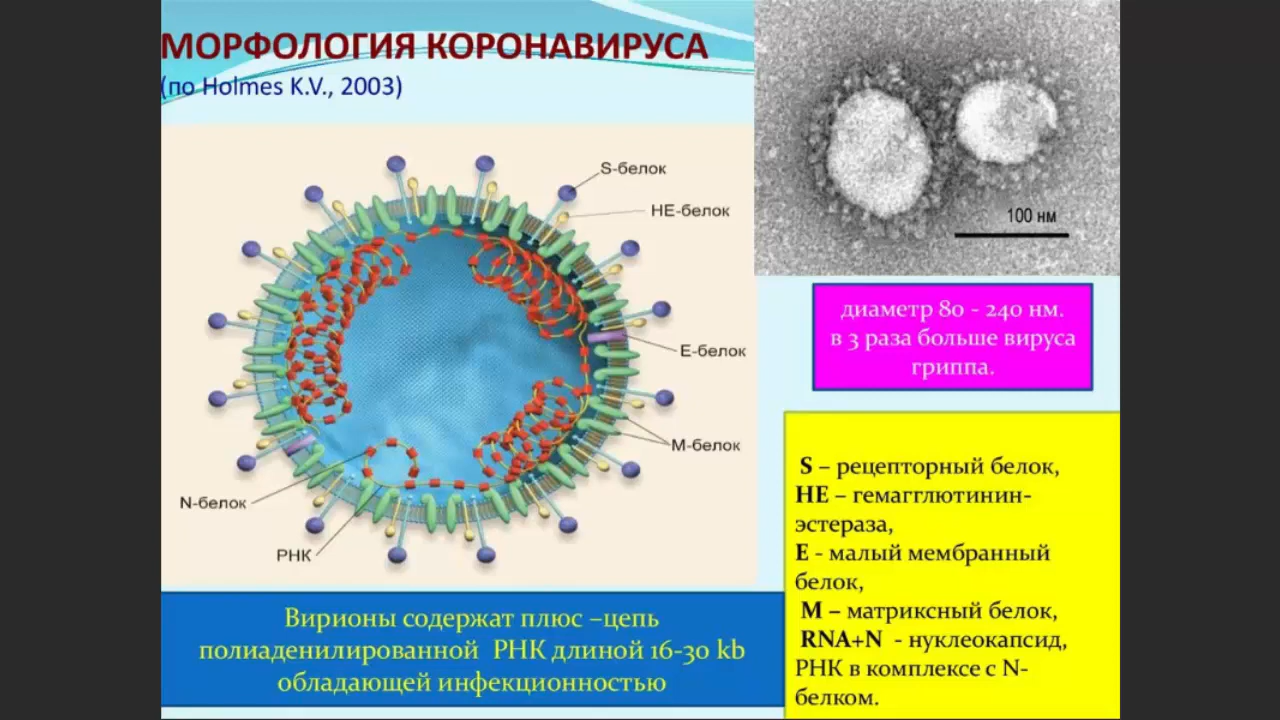 МОРФОЛОГИЯ КОРОНАВИРУСА
(по Holmes K.V., 2003)
S-белок
HE-белок
E-белок
M-белок
N-белок
РНК
100 нм
диаметр 80 - 240 нм.
в 3 раза больше вируса
гриппа.
S – рецепторный белок,
HE – гемагглютинин-
эстераза,
E - малый мембранный
белок,
M – матриксный белок,
RNA+N - нуклеокапсид,
РНК в комплексе с N-
белком.
Вирионы содержат плюс –цепь
полиаденилированной РНК длиной 16-30 kb
обладающей инфекционностью